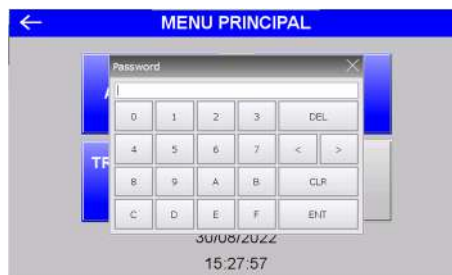 MENU PRINCIPAL
Password
0 1 2 3 DEL
4 5 6 7 < >
8 9 A B CLR
C D E F ENT
TR
30/08/2022
15:27:57